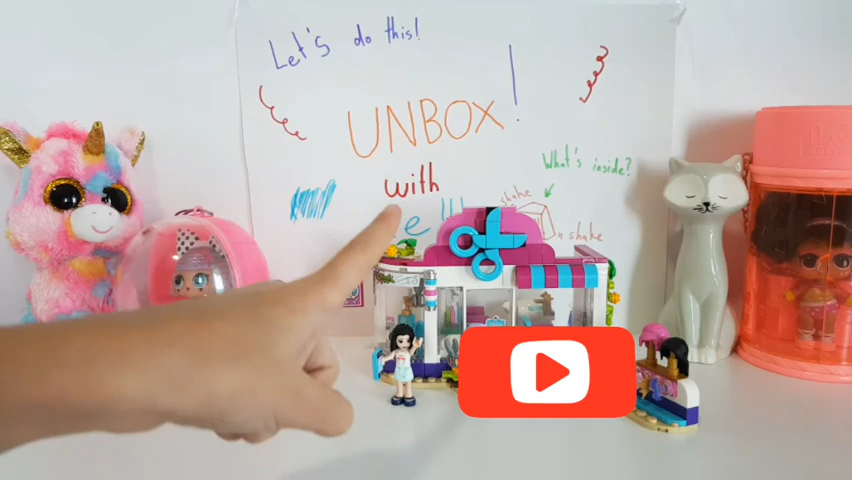 Let's do this!
UNBOX!
with
e!!!
What's inside?
shake
shake